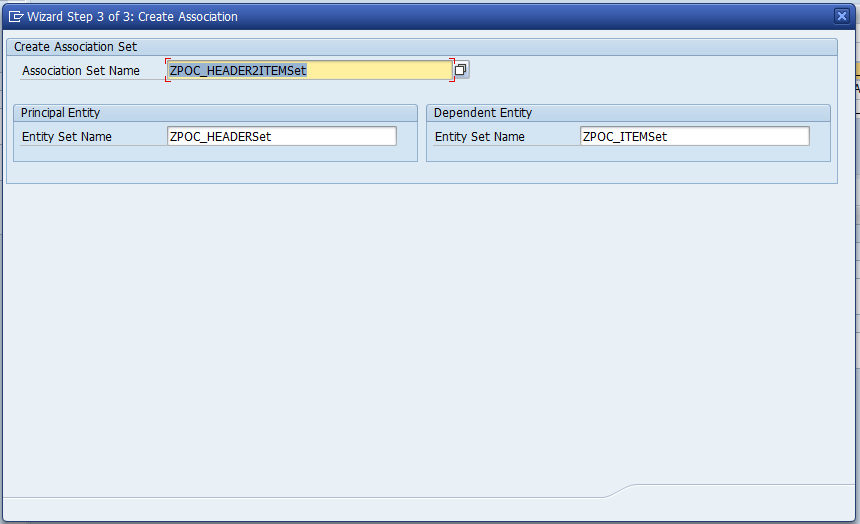 Wizard Step 3 of 3: Create Association
Create Association Set
Association Set Name ZPOC_HEADER2ITEMSet
Principal Entity
Entity Set Name ZPOC_HEADERSet
Dependent Entity
Entity Set Name ZPOC_ITEMSet